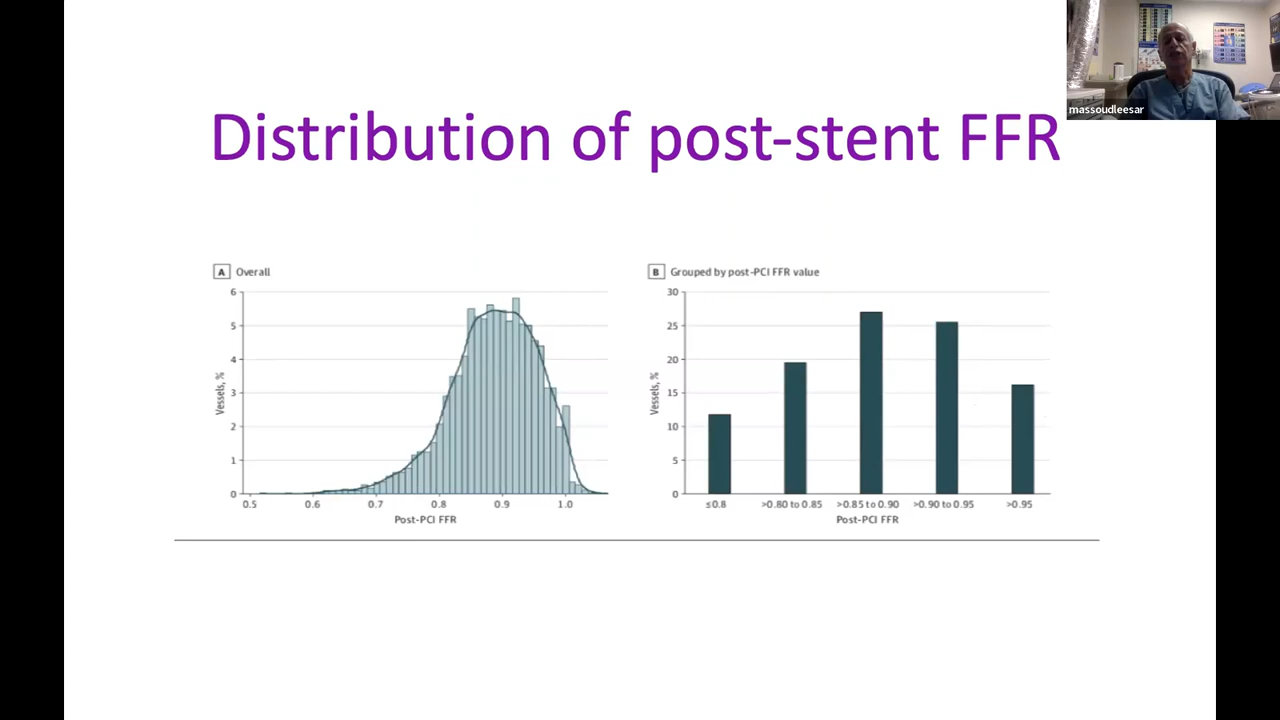 massoudleesar
Distribution of post-stent FFR
A Overall
6
5
4
3
2
1
0
Vessels, %
0.5 0.6 0.7 0.8 0.9 1.0
Post-PCI FFR
B Grouped by post-PCI FFR value
30
25
20
15
10
5
0
Vessels, %
≤0.8 >0.80 to 0.85 >0.85 to 0.90 >0.90 to 0.95 >0.95
Post-PCI FFR